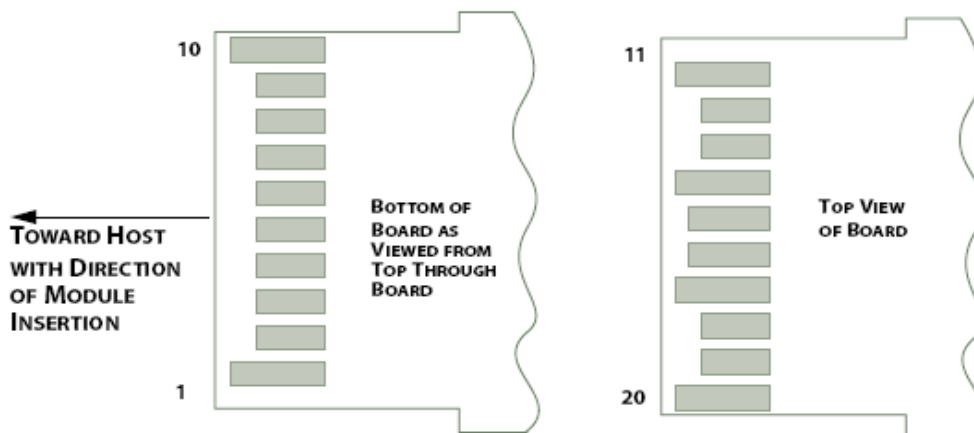 10
Bottom of
Board as
Viewed from
Top Through
Board
Toward Host
with Direction
of Module
Insertion
1
11
Top View
of Board
20